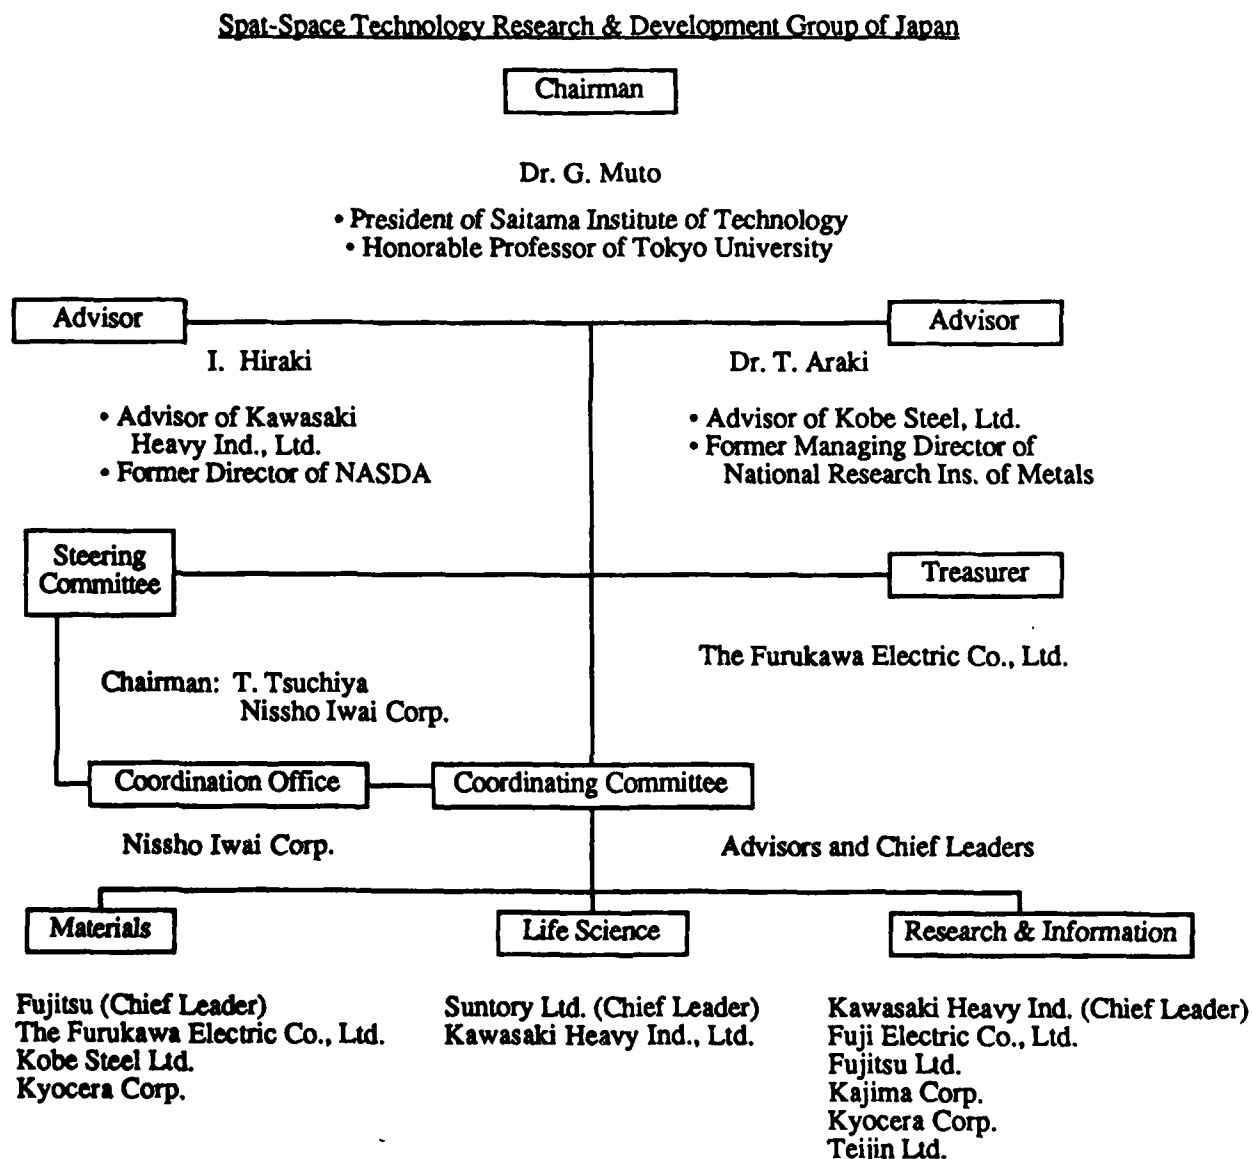 Spat-Space Technology Research & Development Group of Japan
Chairman
Dr. G. Muto
• President of Saitama Institute of Technology
• Honorable Professor of Tokyo University
Advisor
Advisor
I. Hiraki
Dr. T. Araki
• Advisor of Kawasaki
Heavy Ind., Ltd.
• Former Director of NASDA
• Advisor of Kobe Steel, Ltd.
• Former Managing Director of
National Research Ins. of Metals
Steering
Committee
Treasurer
The Furukawa Electric Co., Ltd.
Chairman: T. Tsuchiya
Nissho Iwai Corp.
Coordination Office
Coordinating Committee
Nissho Iwai Corp.
Advisors and Chief Leaders
Materials
Life Science
Research & Information
Fujitsu (Chief Leader)
The Furukawa Electric Co., Ltd.
Kobe Steel Ltd.
Kyocera Corp.
Suntory Ltd. (Chief Leader)
Kawasaki Heavy Ind., Ltd.
Kawasaki Heavy Ind. (Chief Leader)
Fuji Electric Co., Ltd.
Fujitsu Ltd.
Kajima Corp.
Kyocera Corp.
Teijin Ltd.